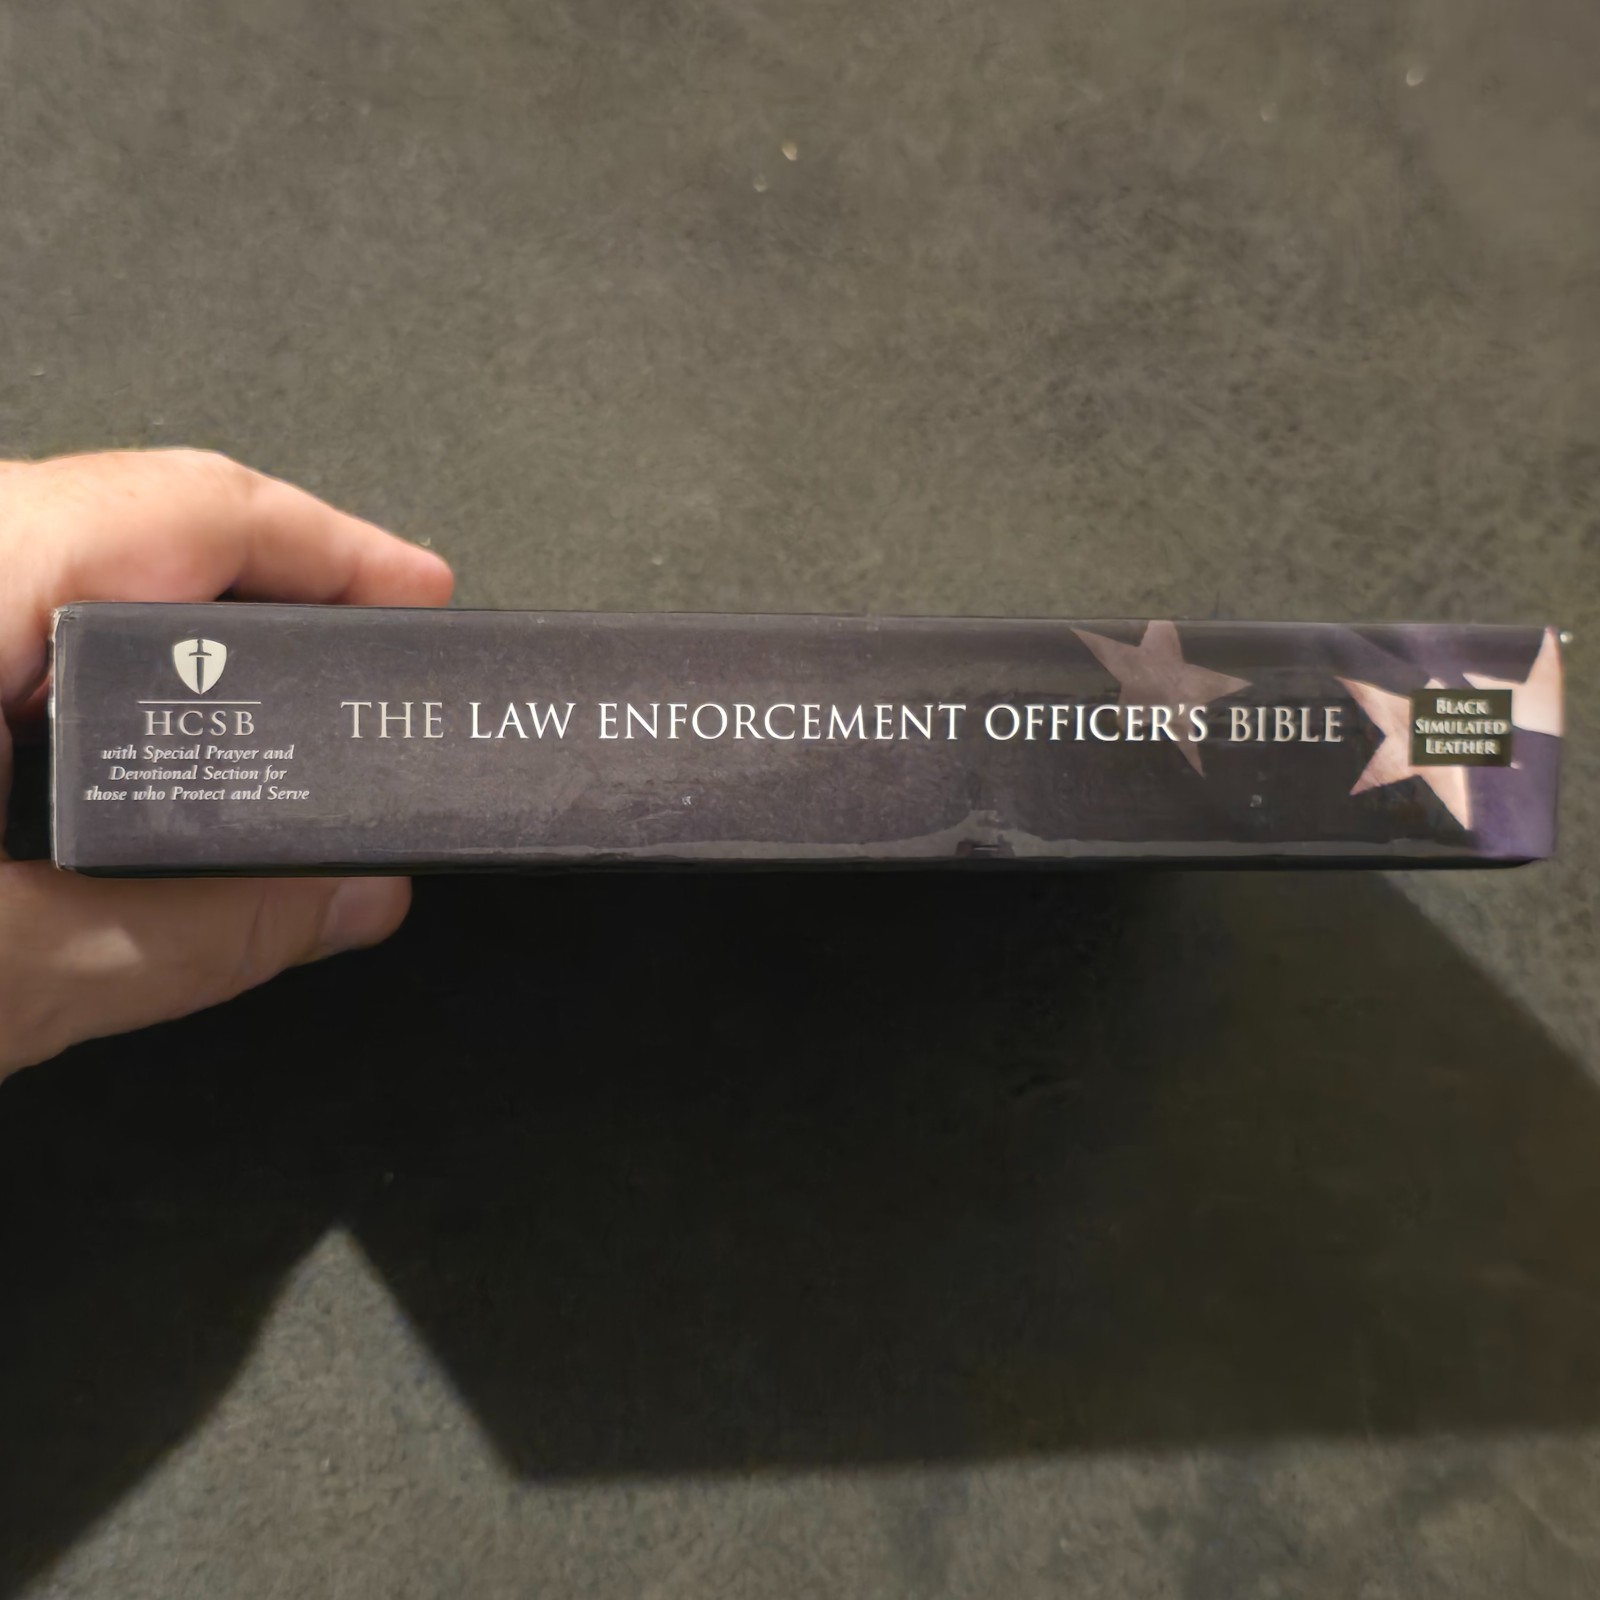 HCSB
with Special Prayer and
Devotional Section for
those who Protect and Serve
THE LAW ENFORCEMENT OFFICER'S BIBLE
BLACK
SIMULATED
LEATHER